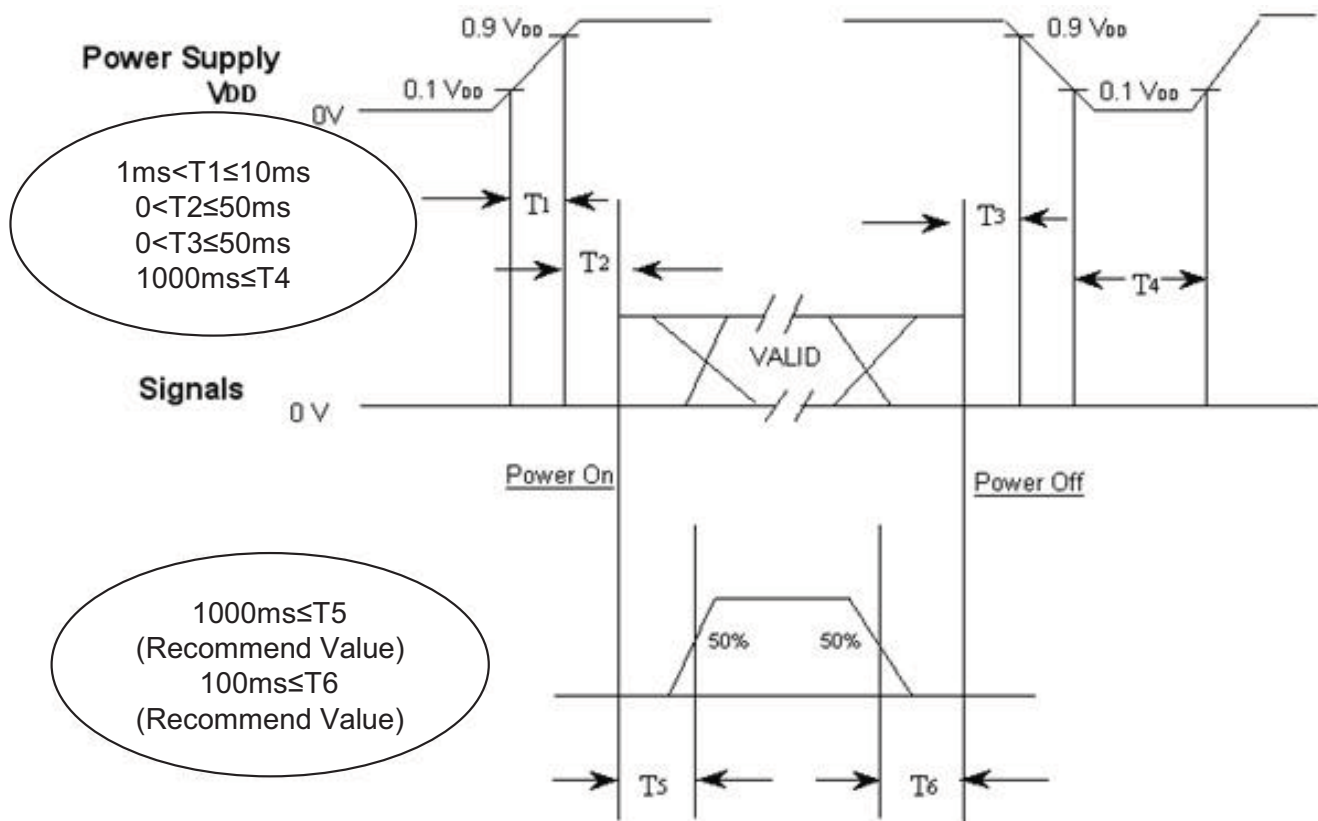 0.9 VDD
0.9 VDD
Power Supply
VDD
0.1 VDD
0.1 VDD
0V
1ms<T1≤10ms
0<T2≤50ms
0<T3≤50ms
1000ms≤T4
T1
T3
T2
T4
VALID
Signals
0 V
Power On
Power Off
1000ms≤T5
(Recommend Value)
100ms≤T6
(Recommend Value)
50%
50%
T5
T6